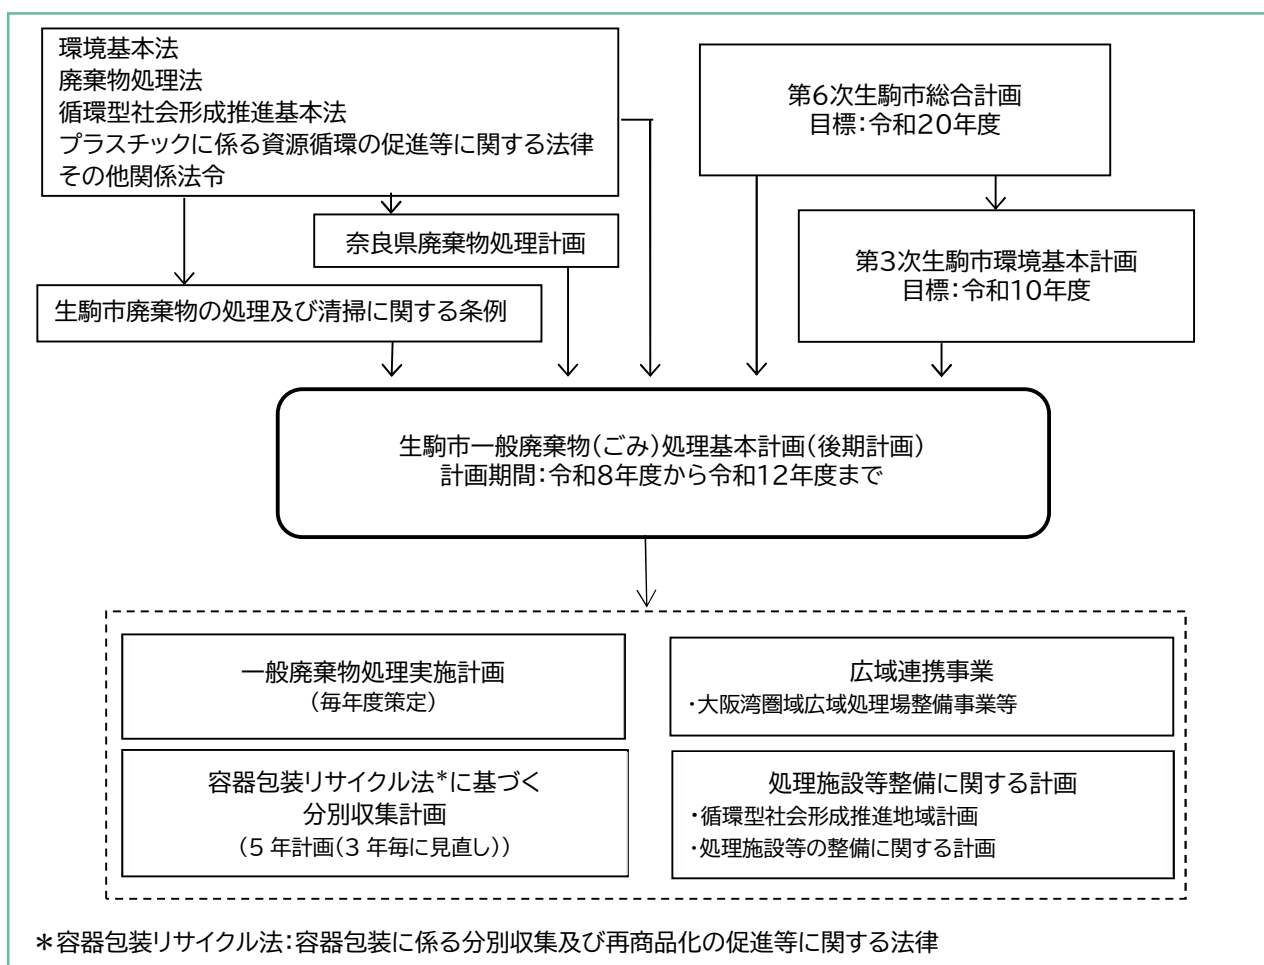 環境基本法
廃棄物処理法
循環型社会形成推進基本法
プラスチックに係る資源循環の促進等に関する法律
その他関係法令
第6次生駒市総合計画
目標：令和20年度
奈良県廃棄物処理計画
第3次生駒市環境基本計画
目標：令和10年度
生駒市廃棄物の処理及び清掃に関する条例
生駒市一般廃棄物(ごみ)処理基本計画(後期計画)
計画期間：令和8年度から令和12年度まで
一般廃棄物処理実施計画
(毎年度策定)
広域連携事業
・大阪湾圏域広域処理場整備事業等
容器包装リサイクル法*に基づく
分別収集計画
(5 年計画(3 年毎に見直し))
処理施設等整備に関する計画
・循環型社会形成推進地域計画
・処理施設等の整備に関する計画
＊容器包装リサイクル法：容器包装に係る分別収集及び再商品化の促進等に関する法律